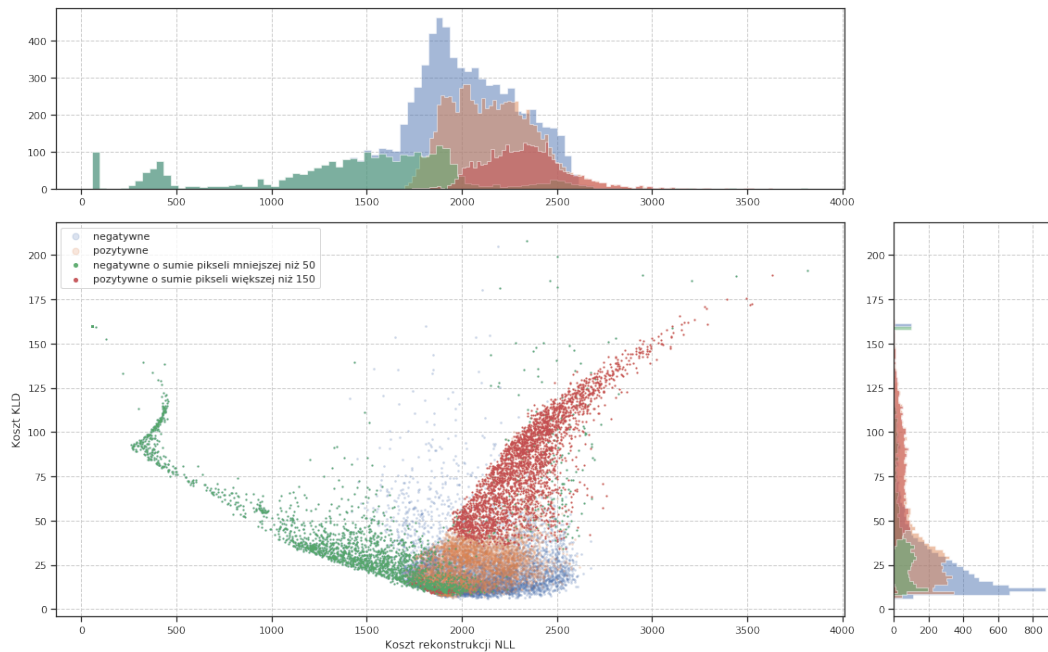 400
300
200
100
0
0 500 1000 1500 2000 2500 3000 3500 4000
negatywne
pozytywne
negatywne o sumie pikseli mniejszej niż 50
pozytywne o sumie pikseli większej niż 150
Koszt KLD
200
175
150
125
100
75
50
25
0
0 500 1000 1500 2000 2500 3000 3500 4000
Koszt rekonstrukcji NLL
200
175
150
125
100
75
50
25
0
0 200 400 600 800